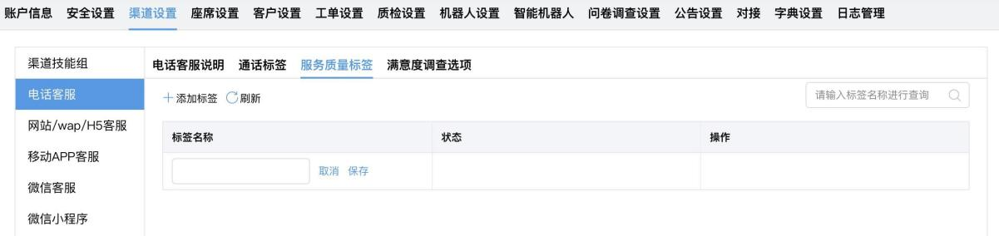 账户信息 安全设置 渠道设置 座席设置 客户设置 工单设置 质检设置 机器人设置 智能机器人 问卷调查设置 公告设置 对接 字典设置 日志管理
渠道技能组
电话客服
网站/wap/H5客服
移动APP客服
微信客服
微信小程序
电话客服说明 通话标签 服务质量标签 满意度调查选项
添加标签 刷新 请输入标签名称进行查询
标签名称 状态 操作
取消 保存